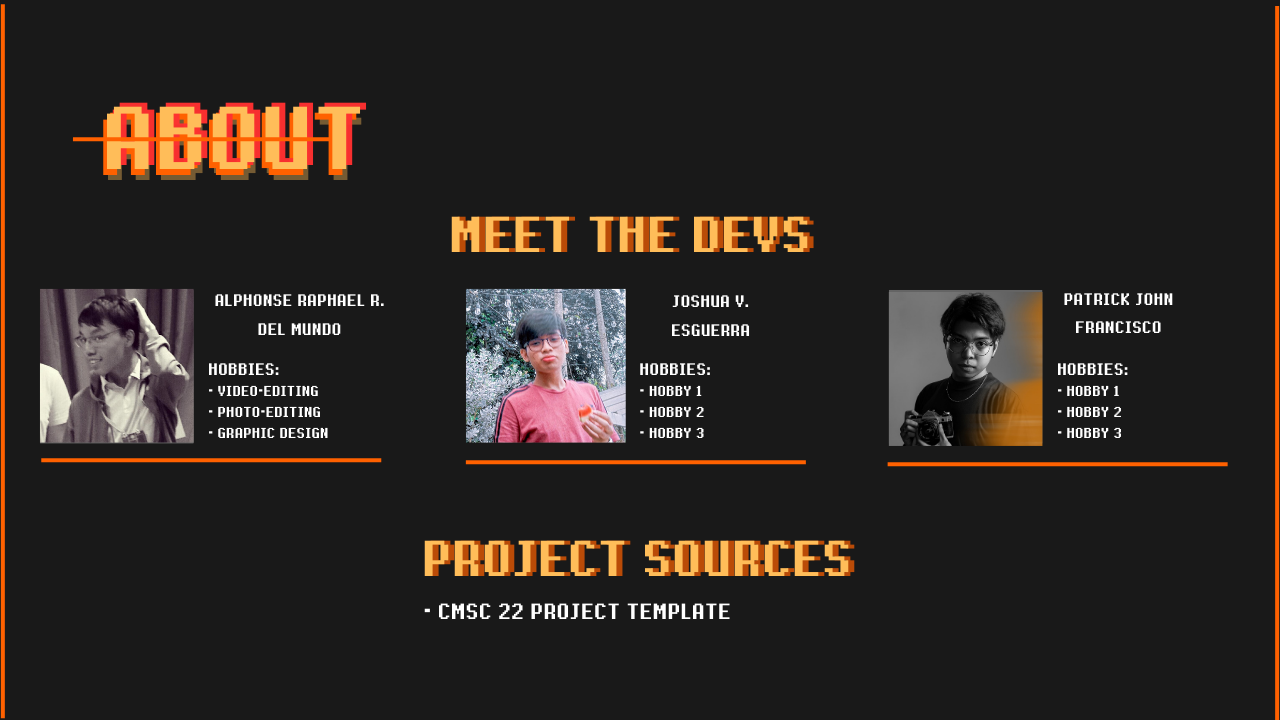 ABOUT
MEET THE DEVS
ALPHONSE RAPHAEL R.
DEL MUNDO
HOBBIES:
- VIDEO-EDITING
- PHOTO-EDITING
- GRAPHIC DESIGN
JOSHUA V.
ESGUERRA
HOBBIES:
- HOBBY 1
- HOBBY 2
- HOBBY 3
PATRICK JOHN
FRANCISCO
HOBBIES:
- HOBBY 1
- HOBBY 2
- HOBBY 3
PROJECT SOURCES
- CMSC 22 PROJECT TEMPLATE